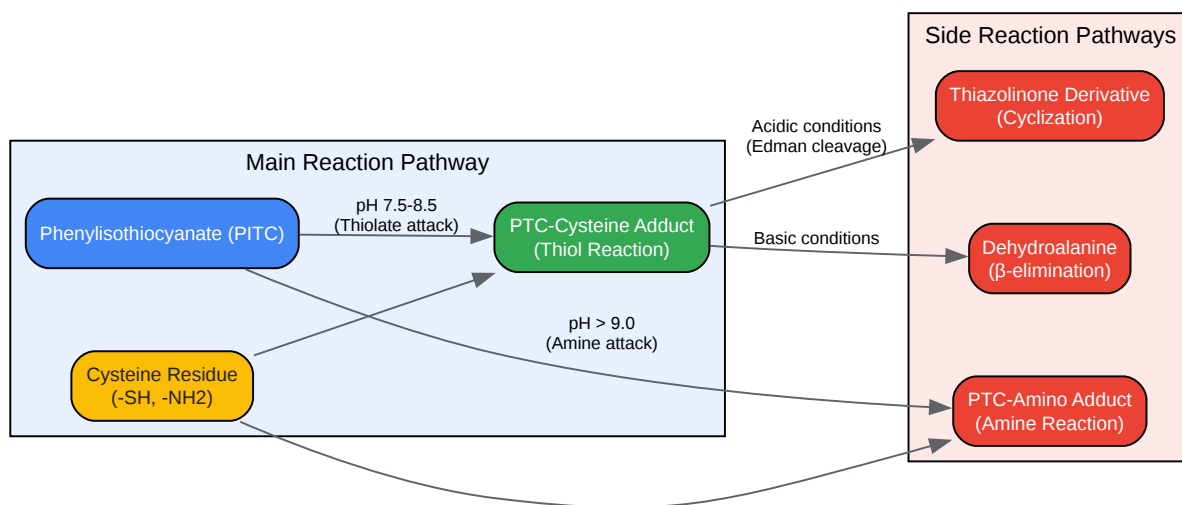 Side Reaction Pathways
Thiazolinone Derivative
(Cyclization)
Acidic conditions
(Edman cleavage)
Main Reaction Pathway
pH 7.5-8.5
(Thiolate attack)
Phenylisothiocyanate (PITC)
PTC-Cysteine Adduct
(Thiol Reaction)
Basic conditions
Dehydroalanine
(β-elimination)
pH > 9.0
(Amine attack)
Cysteine Residue
(-SH, -NH2)
PTC-Amino Adduct
(Amine Reaction)